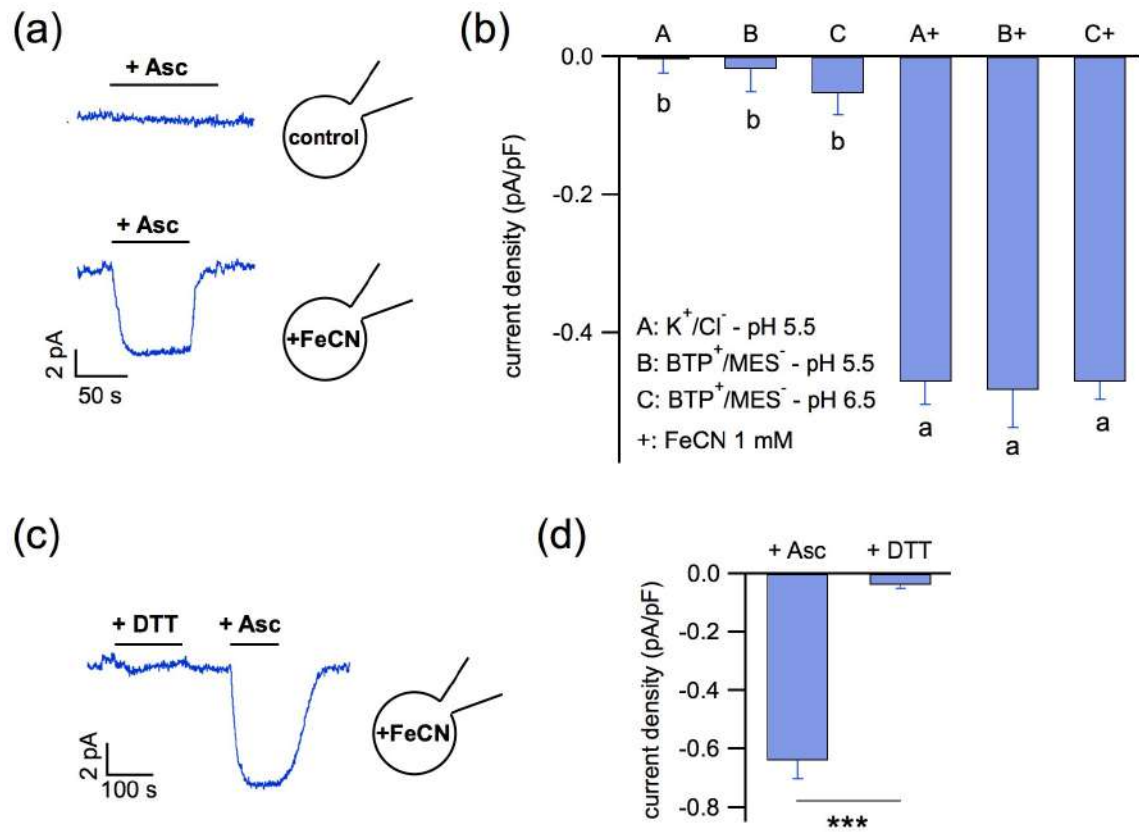 (a)
+ Asc
control
+ Asc
+FeCN
2 pA
50 s
(b)
A B C A+ B+ C+
0.0
-0.2
-0.4
current density (pA/pF)
b b b a a a
A: K⁺/Cl⁻ - pH 5.5
B: BTP⁺/MES⁻ - pH 5.5
C: BTP⁺/MES⁻ - pH 6.5
+: FeCN 1 mM
(c)
+ DTT + Asc
+FeCN
2 pA
100 s
(d)
+ Asc + DTT
0.0
-0.2
-0.4
-0.6
-0.8
current density (pA/pF)
***